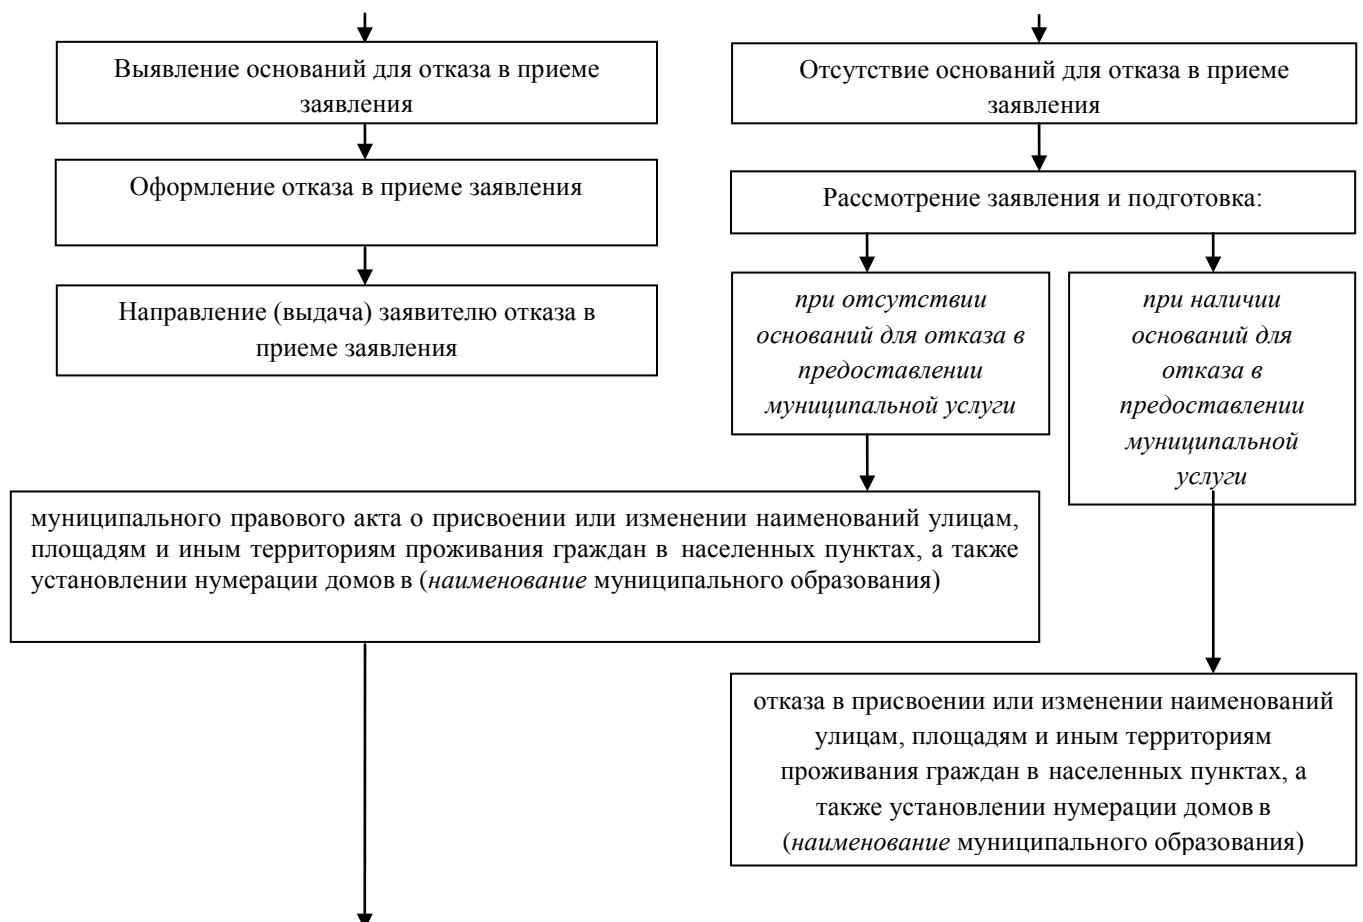 Выявление оснований для отказа в приеме
заявления
Оформление отказа в приеме заявления
Направление (выдача) заявителю отказа в
приеме заявления
Отсутствие оснований для отказа в приеме
заявления
Рассмотрение заявления и подготовка:
при отсутствии
оснований для отказа в
предоставлении
муниципальной услуги
при наличии
оснований для
отказа в
предоставлении
муниципальной
услуги
муниципального правового акта о присвоении или изменении наименований улицам,
площадям и иным территориям проживания граждан в населенных пунктах, а также
установлении нумерации домов в (наименование муниципального образования)
отказа в присвоении или изменении наименований
улицам, площадям и иным территориям
проживания граждан в населенных пунктах, а
также установлении нумерации домов в
(наименование муниципального образования)